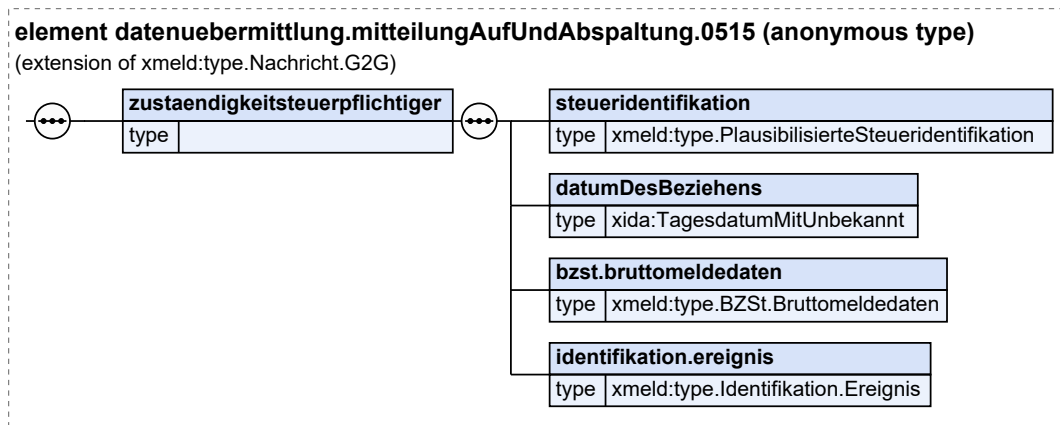 element datenuebermittlung.mitteilungAufUndAbspaltung.0515 (anonymous type)
(extension of xmeld:type.Nachricht.G2G)
zustaendigkeitsteuerpflichtiger
type
steueridentifikation
type xmeld:type.PlausibilisierteSteueridentifikation
datumDesBeziehens
type xida:TagesdatumMitUnbekannt
bzst.bruttomeldedaten
type xmeld:type.BZSt.Bruttomeldedaten
identifikation.ereignis
type xmeld:type.Identifikation.Ereignis